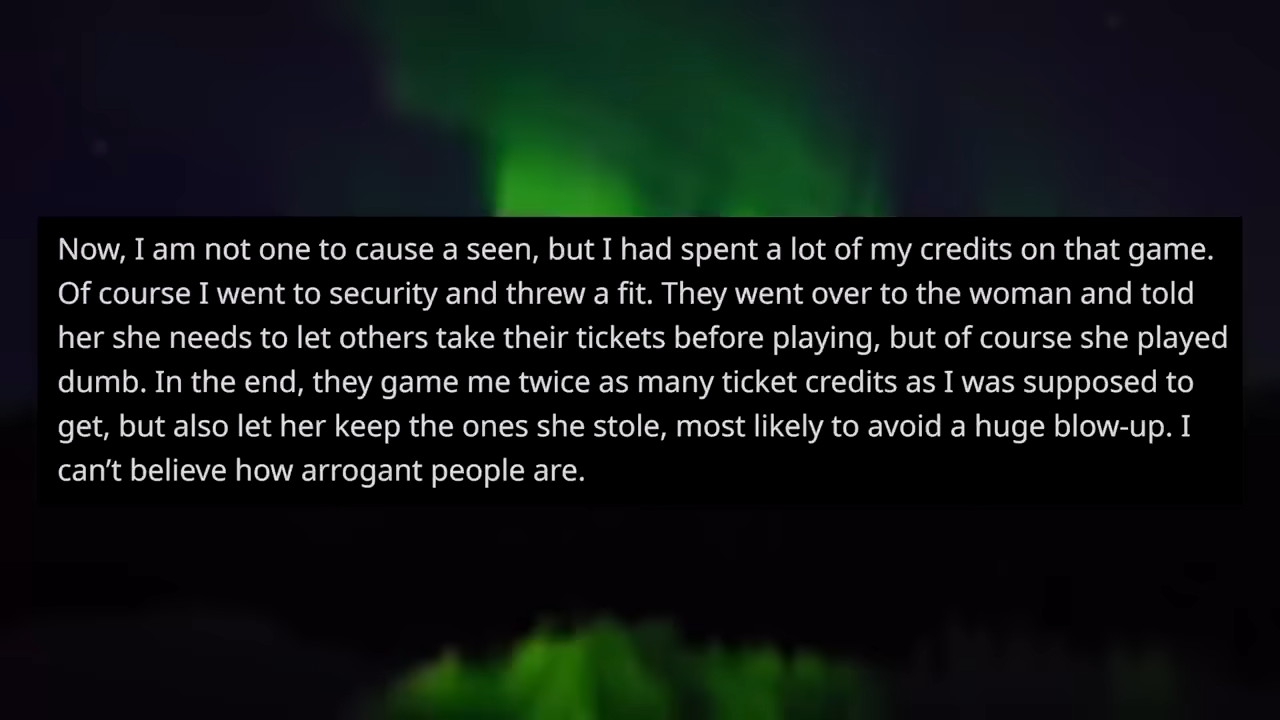 Now, I am not one to cause a seen, but I had spent a lot of my credits on that game.
Of course I went to security and threw a fit. They went over to the woman and told
her she needs to let others take their tickets before playing, but of course she played
dumb. In the end, they game me twice as many ticket credits as I was supposed to
get, but also let her keep the ones she stole, most likely to avoid a huge blow-up. I
can’t believe how arrogant people are.